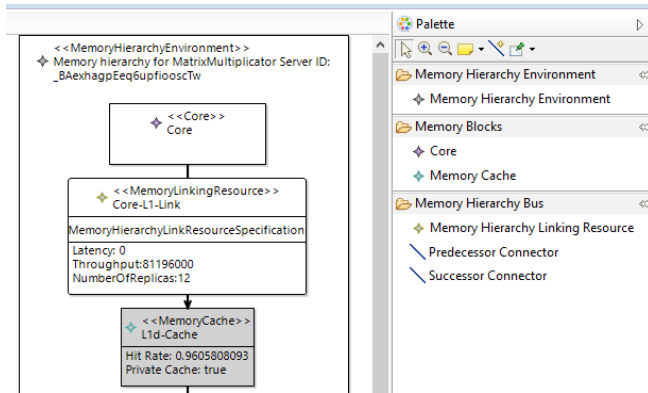 <<MemoryHierarchyEnvironment>>
Memory hierarchy for MatrixMultiplicator Server ID:
_BAexhagpEeq6upfiooscTw
<<Core>>
Core
<<MemoryLinkingResource>>
Core-L1-Link
MemoryHierarchyLinkResourceSpecification
Latency: 0
Throughput:81196000
NumberOfReplicas:12
<<MemoryCache>>
L1d-Cache
Hit Rate: 0.9605808093
Private Cache: true
Palette
Memory Hierarchy Environment
Memory Hierarchy Environment
Memory Blocks
Core
Memory Cache
Memory Hierarchy Bus
Memory Hierarchy Linking Resource
Predecessor Connector
Successor Connector